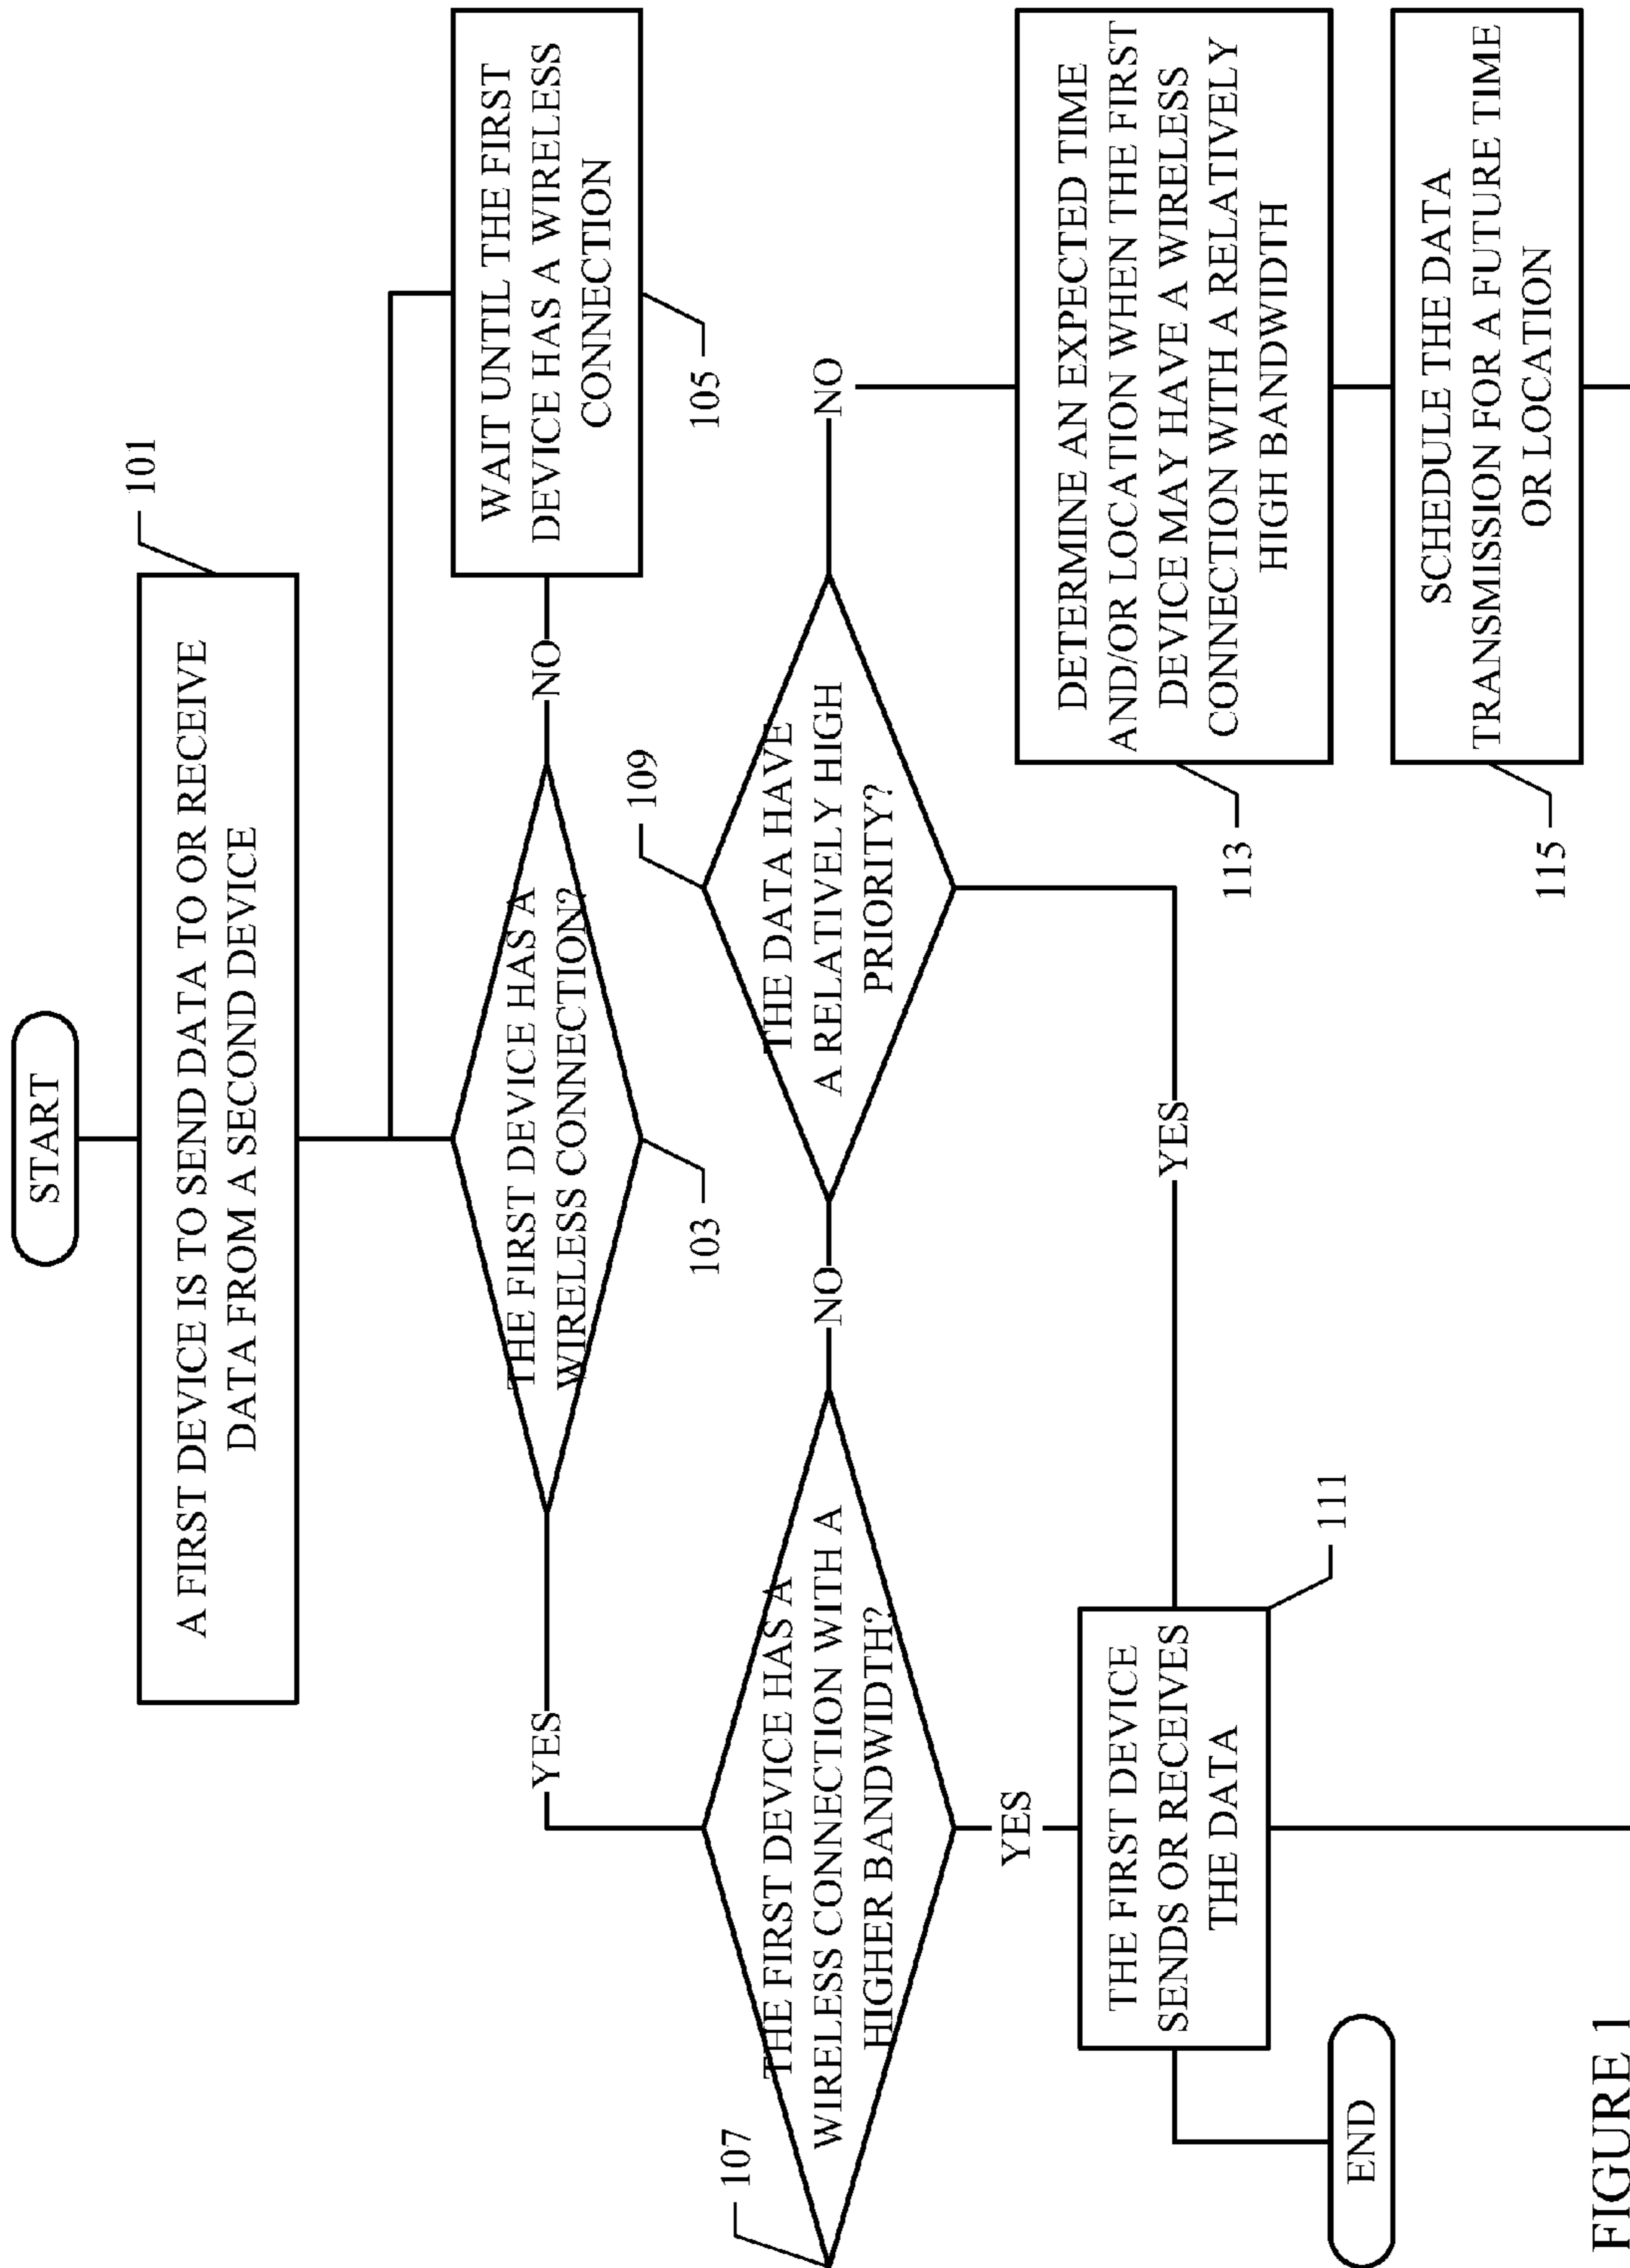 START
A FIRST DEVICE IS TO SEND DATA TO OR RECEIVE
DATA FROM A SECOND DEVICE
101
THE FIRST DEVICE HAS A
WIRELESS CONNECTION?
103
NO
WAIT UNTIL THE FIRST
DEVICE HAS A WIRELESS
CONNECTION
105
YES
THE FIRST DEVICE HAS A
WIRELESS CONNECTION WITH A
HIGHER BANDWIDTH?
107
NO
THE DATA HAVE
A RELATIVELY HIGH
PRIORITY?
109
NO
YES
YES
THE FIRST DEVICE
SENDS OR RECEIVES
THE DATA
111
DETERMINE AN EXPECTED TIME
AND/OR LOCATION WHEN THE FIRST
DEVICE MAY HAVE A WIRELESS
CONNECTION WITH A RELATIVELY
HIGH BANDWIDTH
113
SCHEDULE THE DATA
TRANSMISSION FOR A FUTURE TIME
OR LOCATION
115
END
FIGURE 1